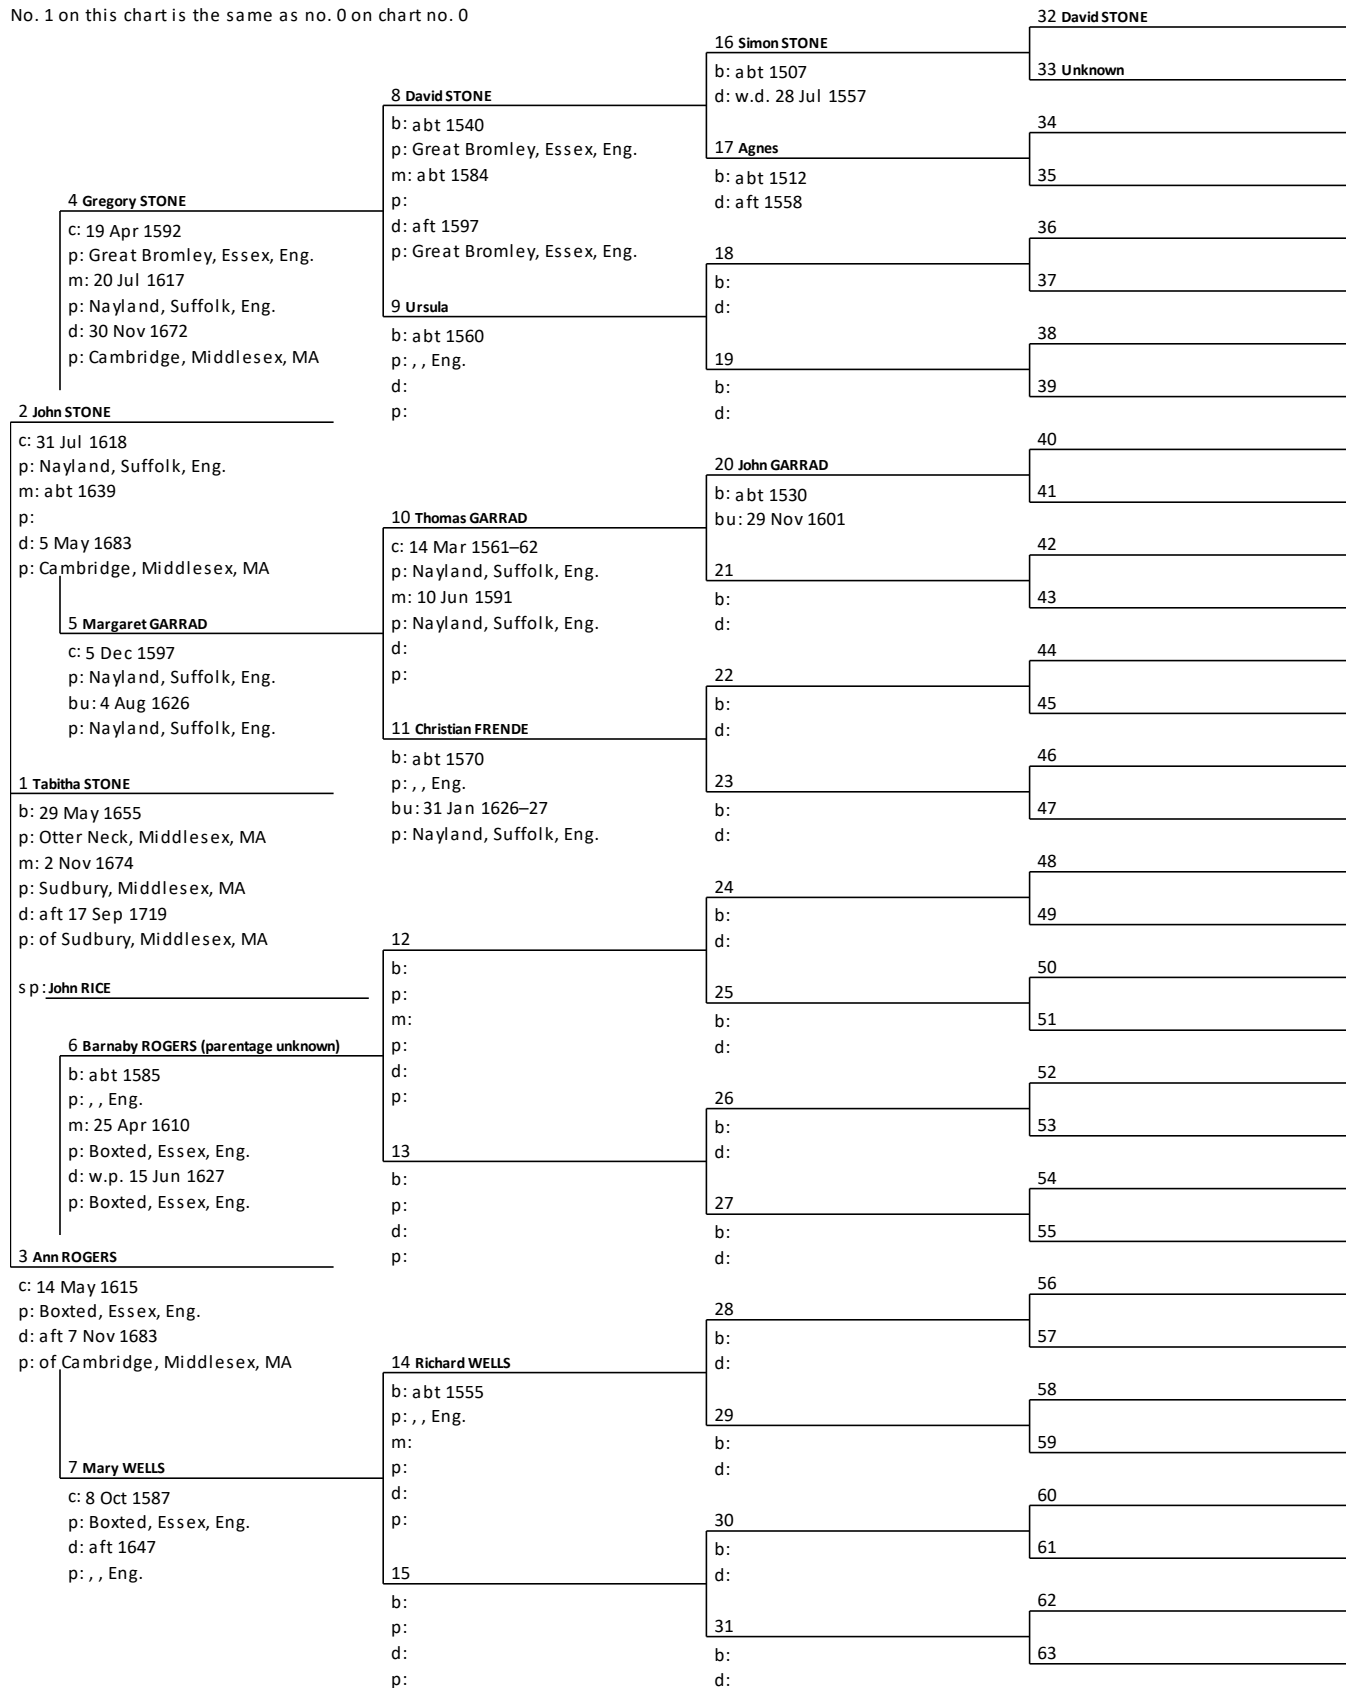 No. 1 on this chart is the same as no. 0 on chart no. 0
2 John STONE
c: 31 Jul 1618
p: Nayland, Suffolk, Eng.
m: abt 1639
p:
d: 5 May 1683
p: Cambridge, Middlesex, MA
1 Tabitha STONE
b: 29 May 1655
p: Otter Neck, Middlesex, MA
m: 2 Nov 1674
p: Sudbury, Middlesex, MA
d: aft 17 Sep 1719
p: of Sudbury, Middlesex, MA
sp: John RICE
3 Ann ROGERS
c: 14 May 1615
p: Boxted, Essex, Eng.
d: aft 7 Nov 1683
p: of Cambridge, Middlesex, MA
4 Gregory STONE
c: 19 Apr 1592
p: Great Bromley, Essex, Eng.
m: 20 Jul 1617
p: Nayland, Suffolk, Eng.
d: 30 Nov 1672
p: Cambridge, Middlesex, MA
5 Margaret GARRAD
c: 5 Dec 1597
p: Nayland, Suffolk, Eng.
bu: 4 Aug 1626
p: Nayland, Suffolk, Eng.
6 Barnaby ROGERS (parentage unknown)
b: abt 1585
p: , , Eng.
m: 25 Apr 1610
p: Boxted, Essex, Eng.
d: w.p. 15 Jun 1627
p: Boxted, Essex, Eng.
7 Mary WELLS
c: 8 Oct 1587
p: Boxted, Essex, Eng.
d: aft 1647
p: , , Eng.
8 David STONE
b: abt 1540
p: Great Bromley, Essex, Eng.
m: abt 1584
p:
d: aft 1597
p: Great Bromley, Essex, Eng.
9 Ursula
b: abt 1560
p: , , Eng.
d:
p:
10 Thomas GARRAD
c: 14 Mar 1561–62
p: Nayland, Suffolk, Eng.
m: 10 Jun 1591
p: Nayland, Suffolk, Eng.
d:
p:
11 Christian FRENDE
b: abt 1570
p: , , Eng.
bu: 31 Jan 1626–27
p: Nayland, Suffolk, Eng.
12
b:
p:
m:
p:
d:
p:
13
b:
p:
d:
p:
14 Richard WELLS
b: abt 1555
p: , , Eng.
m:
p:
d:
p:
15
b:
p:
d:
p:
16 Simon STONE
b: abt 1507
d: w.d. 28 Jul 1557
17 Agnes
b: abt 1512
d: aft 1558
18
b:
d:
19
b:
d:
20 John GARRAD
b: abt 1530
bu: 29 Nov 1601
21
b:
d:
22
b:
d:
23
b:
d:
24
b:
d:
25
b:
d:
26
b:
d:
27
b:
d:
28
b:
d:
29
b:
d:
30
b:
d:
31
b:
d:
32 David STONE
33 Unknown
34
35
36
37
38
39
40
41
42
43
44
45
46
47
48
49
50
51
52
53
54
55
56
57
58
59
60
61
62
63